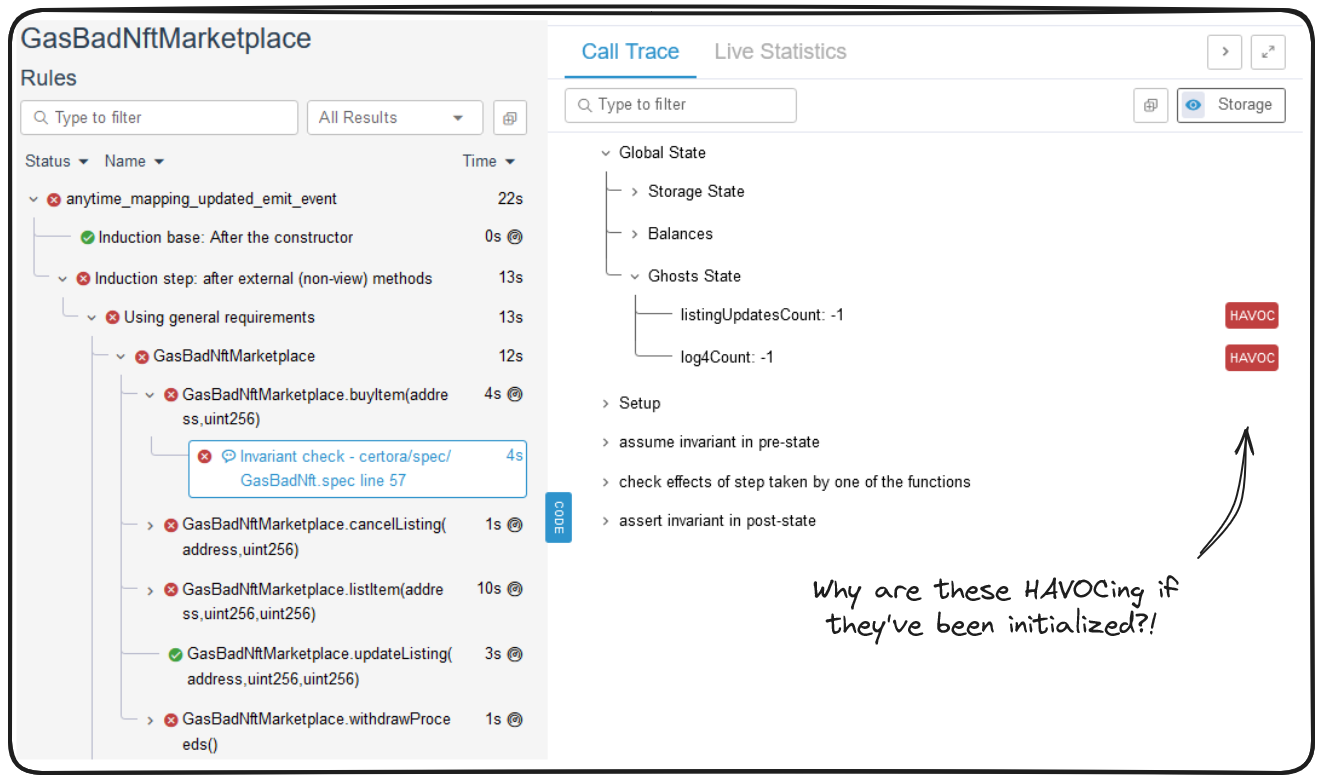 GasBadNftMarketplace
Rules
Type to filter
All Results
Status Name Time
anytime_mapping_updated_emit_event 22s
Induction base: After the constructor 0s
Induction step: after external (non-view) methods 13s
Using general requirements 13s
GasBadNftMarketplace 12s
GasBadNftMarketplace.buyItem(addre 4s
ss,uint256)
Invariant check - certora/spec/ 4s
GasBadNft.spec line 57
GasBadNftMarketplace.cancelListing( 1s
address,uint256)
GasBadNftMarketplace.listItem(addre 10s
ss,uint256,uint256)
GasBadNftMarketplace.updateListing( 3s
address,uint256,uint256)
GasBadNftMarketplace.withdrawProce 1s
eds()
CODE
Call Trace Live Statistics
Type to filter
Storage
Global State
Storage State
Balances
Ghosts State
listingUpdatesCount: -1 HAVOC
log4Count: -1 HAVOC
Setup
assume invariant in pre-state
check effects of step taken by one of the functions
assert invariant in post-state
Why are these HAVOCing if
they've been initialized?!